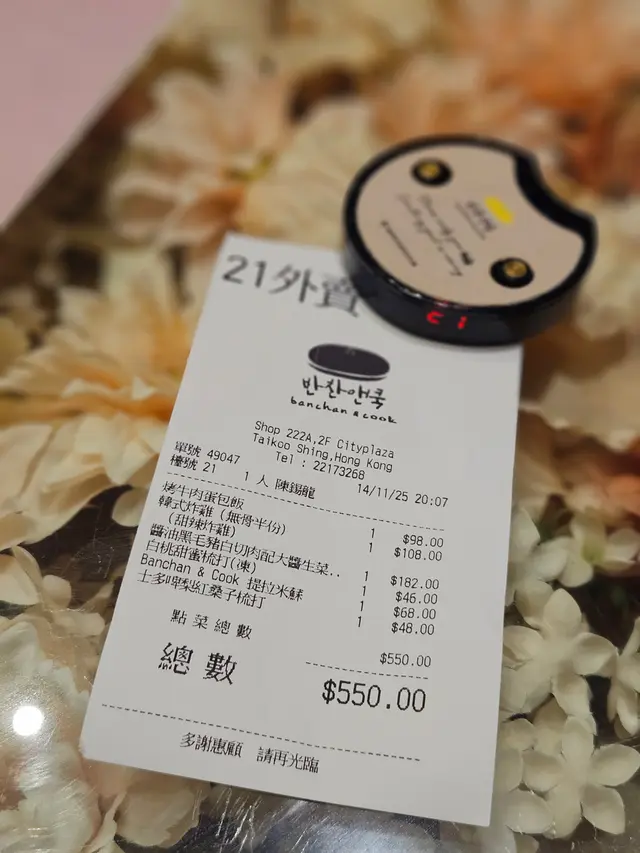 21外賣
반찬앤쿡
banchan & cook
Shop 222A,2F Cityplaza
Taikoo Shing,Hong Kong
Tel : 22173268
單號 49047
14/11/25 20:07
檯號 21 1 人 陳錫龍
烤牛肉蛋包飯 1 $98.00
韓式炸雞 (無骨半份) 1 $108.00
(甜辣炸雞)
醬油黑毛豬白切肉配大醬生菜.. 1 $182.00
白桃甜蜜梳打(凍) 1 $46.00
Banchan & Cook 提拉米蘇 1 $68.00
士多啤梨紅桑子梳打 1 $48.00
點菜總數 $550.00
總數 $550.00
多謝惠顧 請再光臨
21